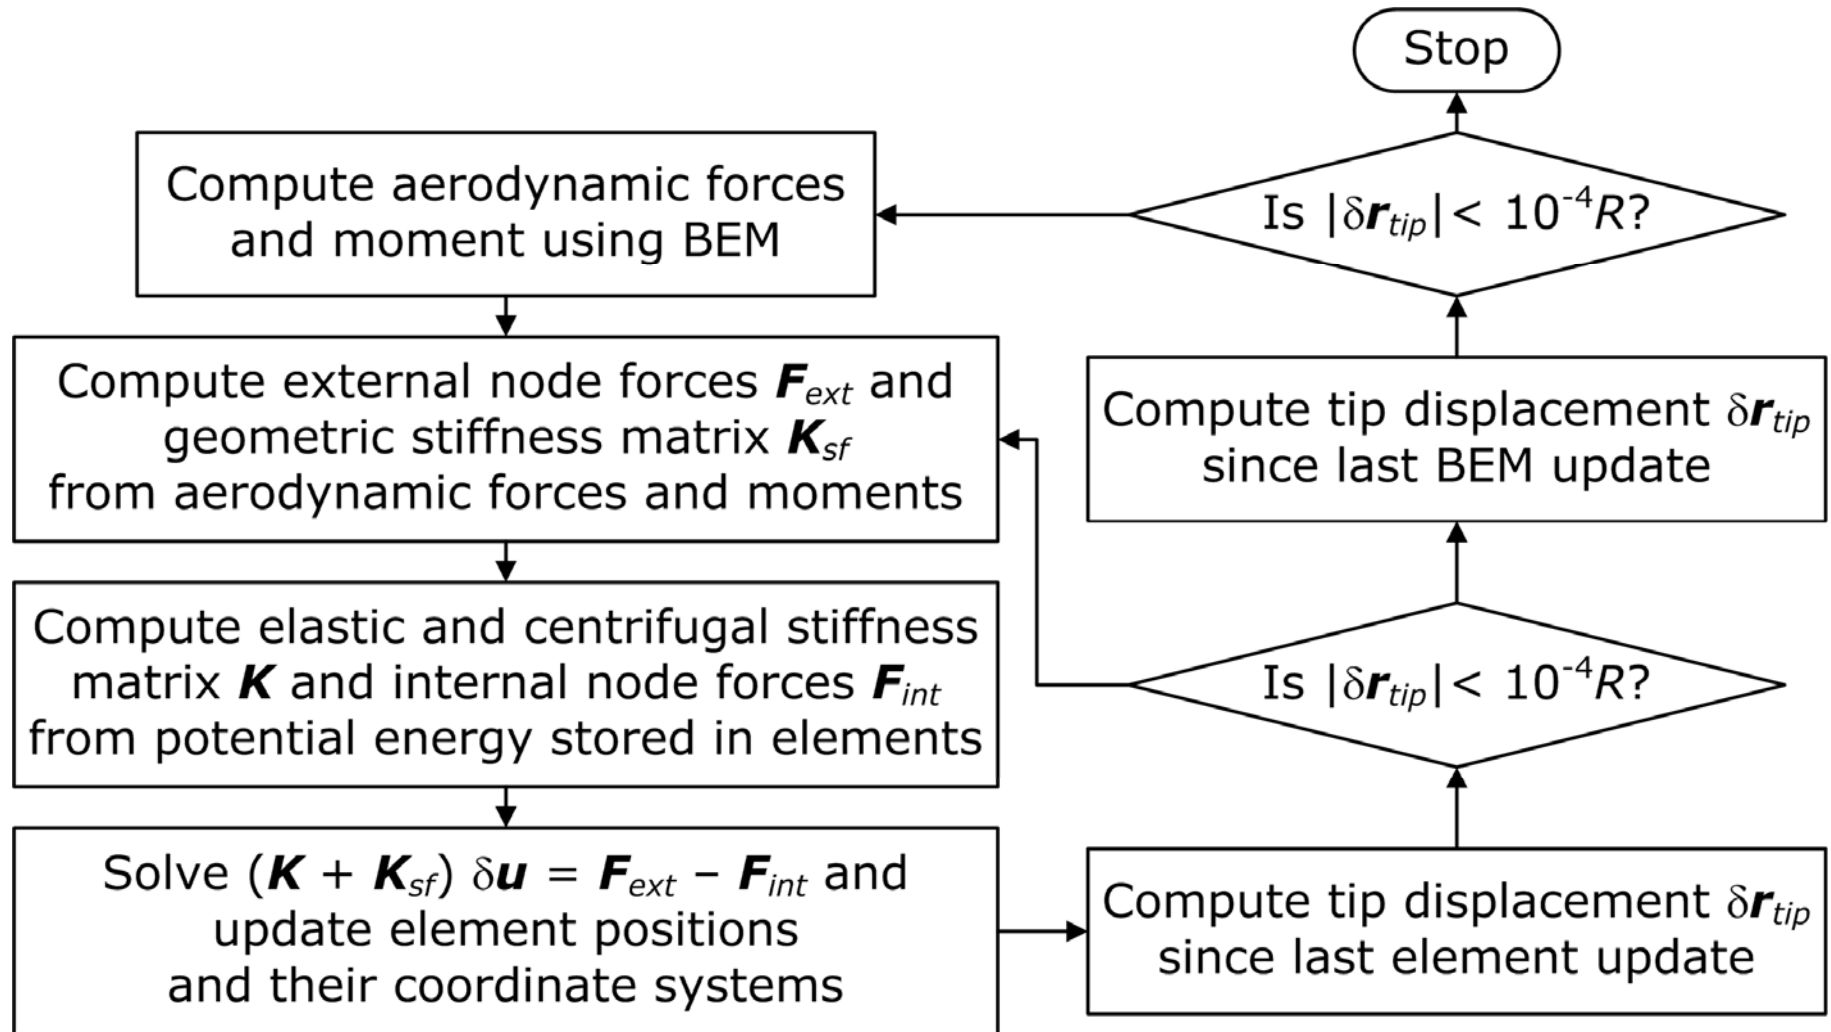 Stop
Compute aerodynamic forces
and moment using BEM
Is |δr_tip| < 10^-4 R?
Compute external node forces F_ext and
geometric stiffness matrix K_sf
from aerodynamic forces and moments
Compute tip displacement δr_tip
since last BEM update
Compute elastic and centrifugal stiffness
matrix K and internal node forces F_int
from potential energy stored in elements
Is |δr_tip| < 10^-4 R?
Solve (K + K_sf) δu = F_ext – F_int and
update element positions
and their coordinate systems
Compute tip displacement δr_tip
since last element update